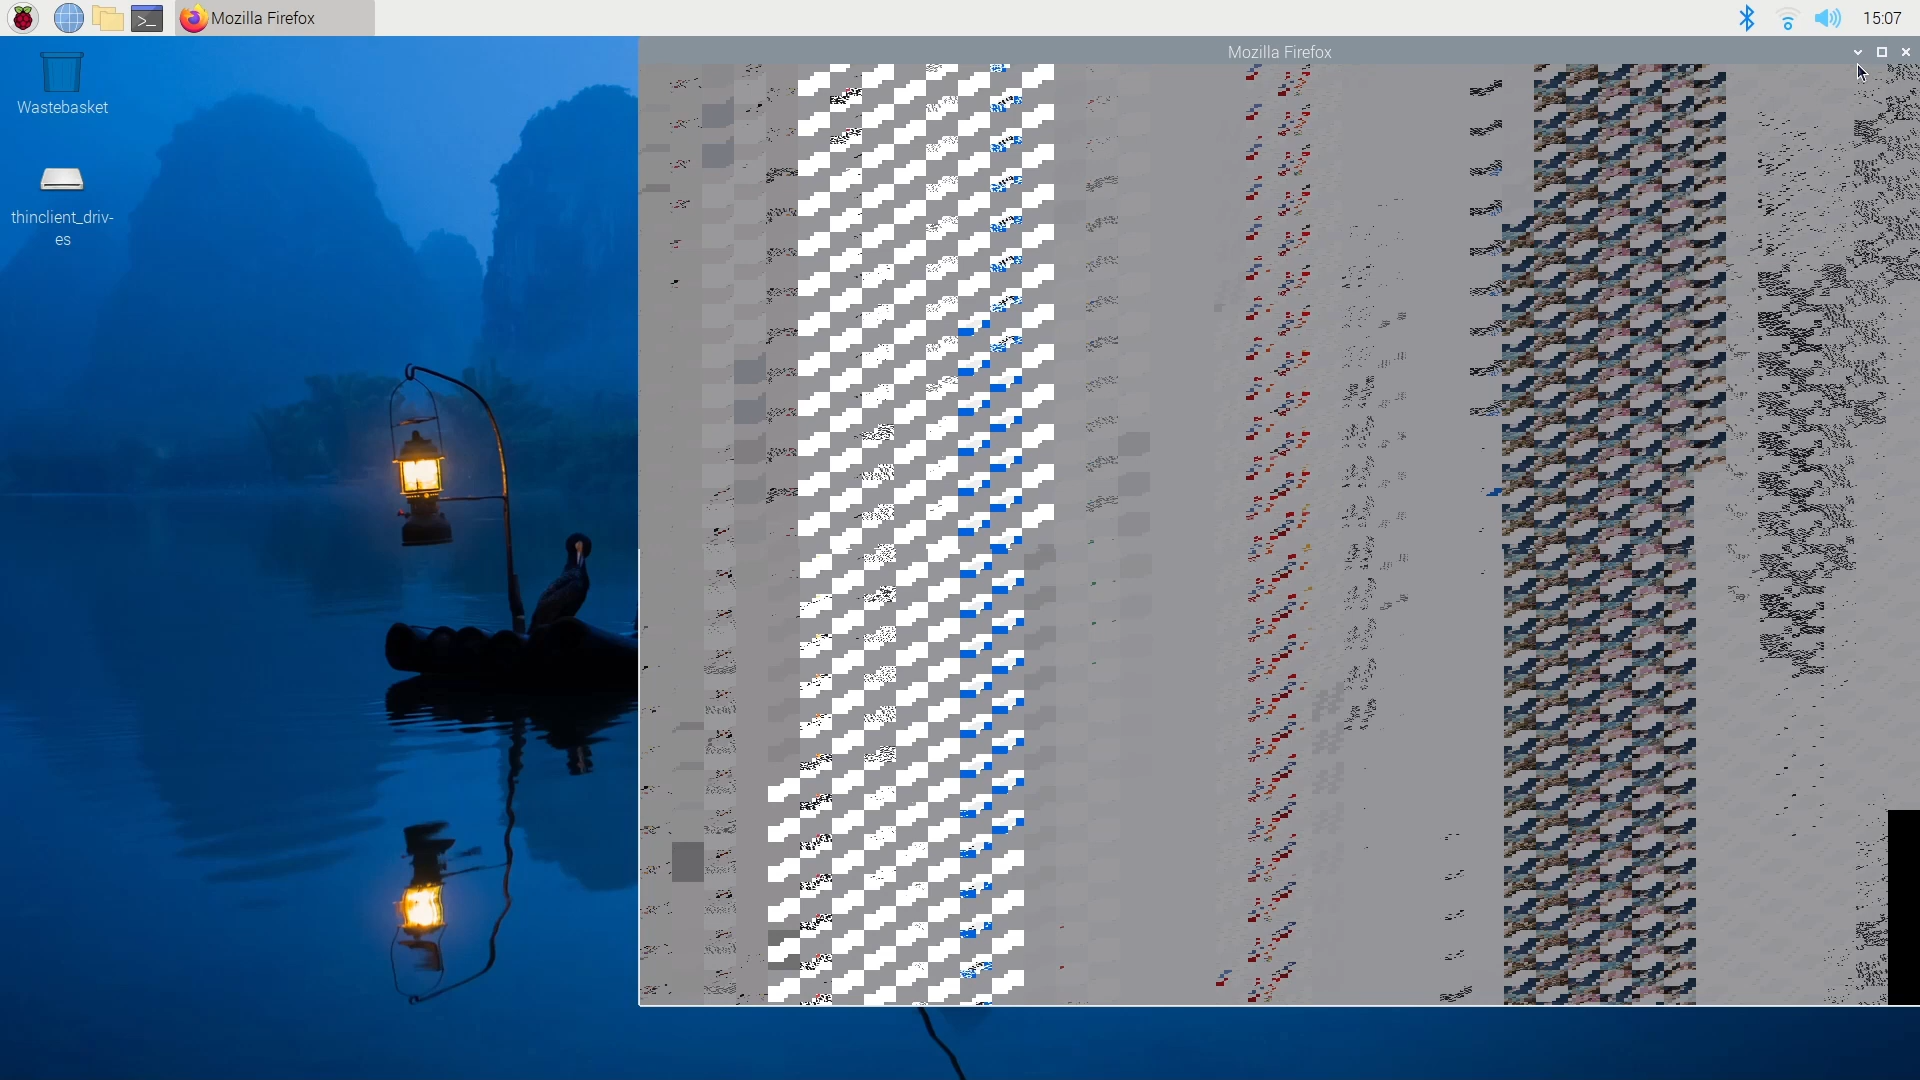 Mozilla Firefox
15:07
Mozilla Firefox
Wastebasket
thinclient_driv-
es